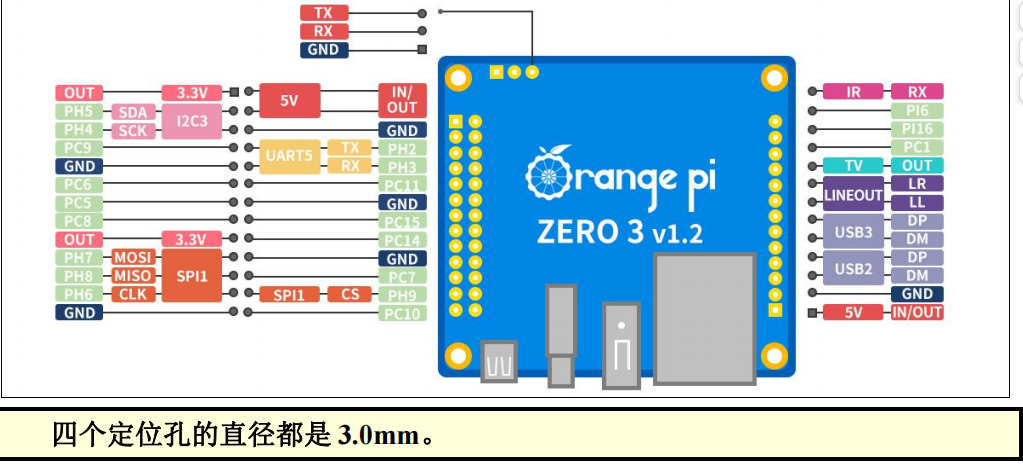 TX
RX
GND
OUT 3.3V 5V IN/OUT
PH5 SDA I2C3
PH4 SCK GND
PC9 UART5 TX PH2
GND RX PH3
PC6 PC11
PC5 GND
PC8 PC15
OUT 3.3V PC14
PH7 MOSI SPI1 GND
PH8 MISO PC7
PH6 CLK SPI1 CS PH9
GND PC10
Orange pi
ZERO 3 v1.2
IR RX
PI6
PI16
PC1
TV OUT
LINEOUT LR
LL
USB3 DP
DM
USB2 DP
DM
GND
5V IN/OUT
四个定位孔的直径都是 3.0mm。